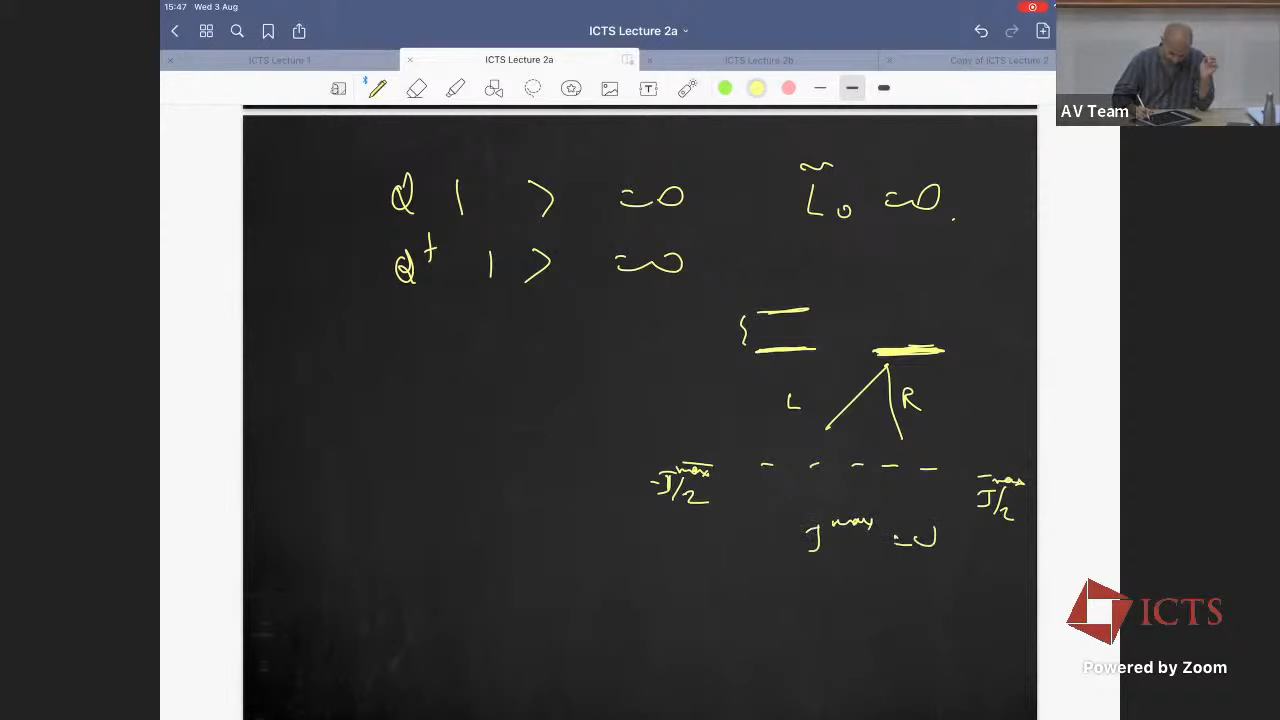 15:47 Wed 3 Aug
ICTS Lecture 2a
ICTS Lecture 1
ICTS Lecture 2a
ICTS Lecture 2b
Copy of ICTS Lecture 2
AV Team
Q | > = 0
L̃₀ = 0.
Q† | > = 0
L R
-J^max/2
J^max/2
J^max =
ICTS
Powered by Zoom